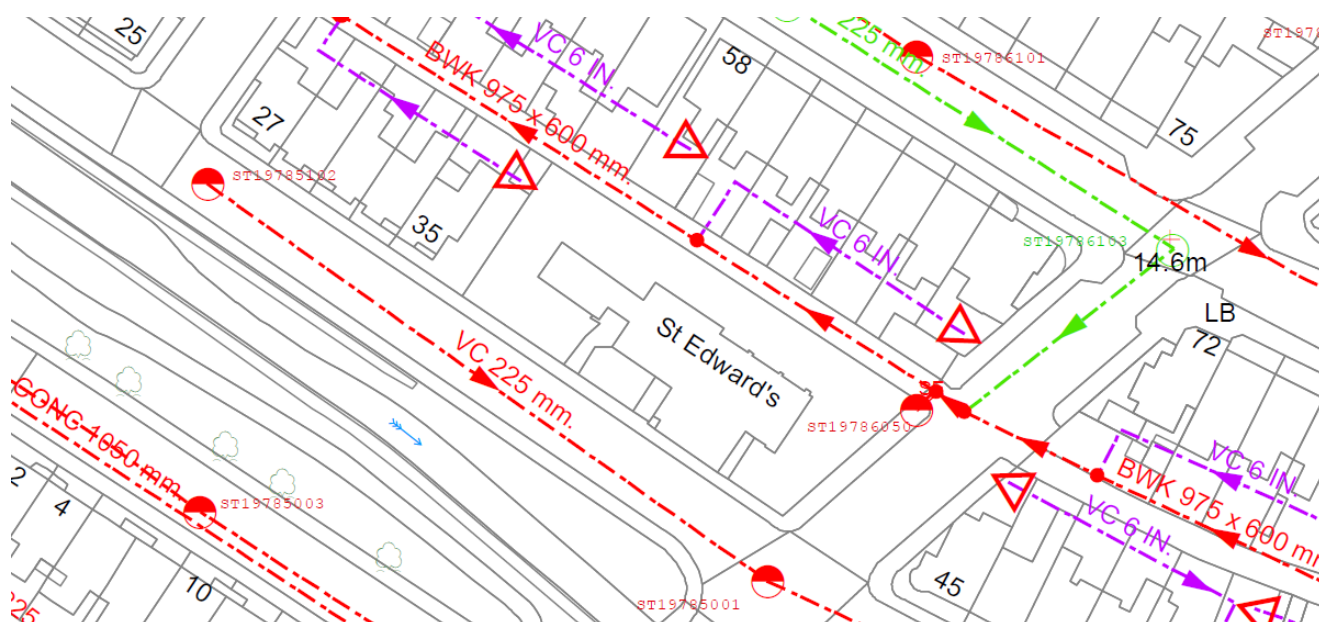 25
VC 6 IN.
58
225 mm
ST19786101
75
BWK 975 x 600 mm.
27
ST19785102
35
VC 6 IN.
ST19786103
14.6m
LB
72
St Edward's
VC 225 mm.
ST19786050
VC 6 IN.
BWK 975 x 600 mm
VC 6 IN.
45
CONC 1050 mm.
ST19785003
2
4
10
225
ST19785001